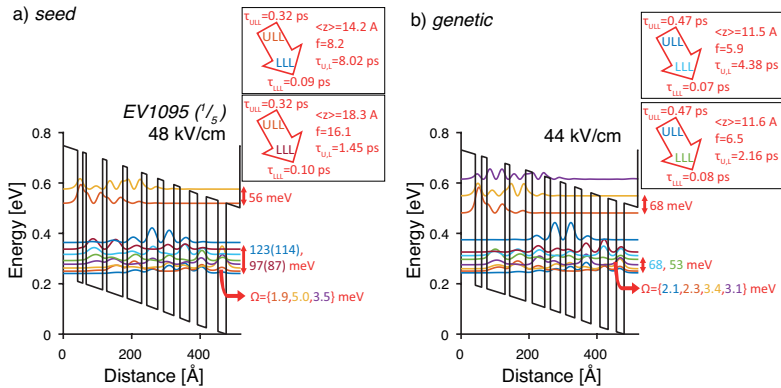 a) seed
τULL=0.32 ps
<z>=14.2 A
ULL
f=8.2
LLL
τU,L=8.02 ps
τLLL=0.09 ps
τULL=0.32 ps
<z>=18.3 A
ULL
f=16.1
LLL
τU,L=1.45 ps
τLLL=0.10 ps
EV1095 (1/5)
48 kV/cm
0.8
0.6
0.4
0.2
0
Energy [eV]
56 meV
123(114),
97(87) meV
Ω={1.9,5.0,3.5} meV
0 200 400
Distance [Å]
b) genetic
τULL=0.47 ps
<z>=11.5 A
ULL
f=5.9
LLL
τU,L=4.38 ps
τLLL=0.07 ps
τULL=0.47 ps
<z>=11.6 A
ULL
f=6.5
LLL
τU,L=2.16 ps
τLLL=0.08 ps
44 kV/cm
0.8
0.6
0.4
0.2
0
Energy [eV]
68 meV
68, 53 meV
Ω={2.1,2.3,3.4,3.1} meV
0 200 400
Distance [Å]